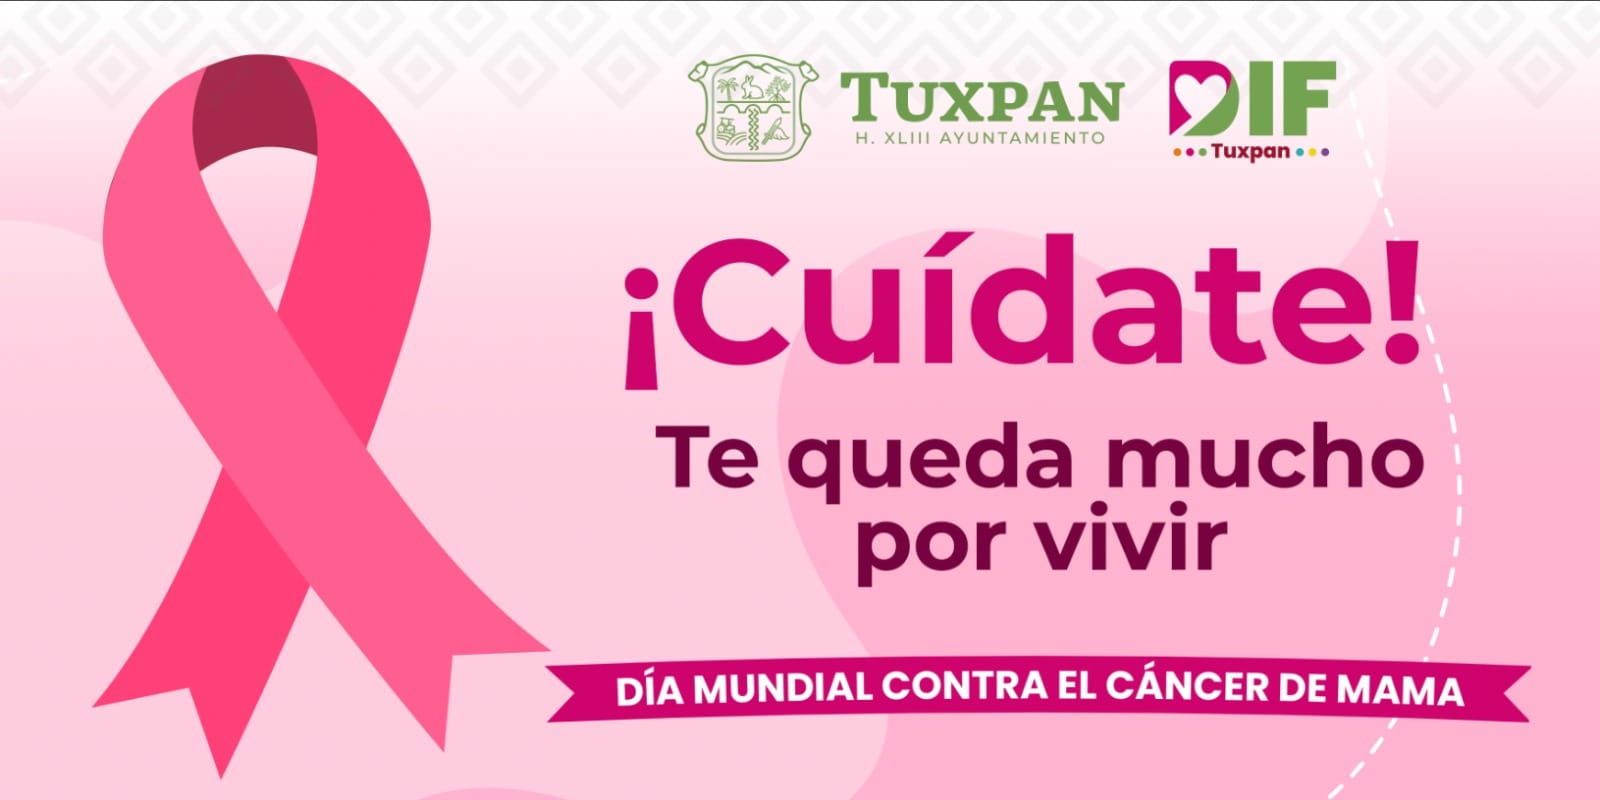 TUXPAN
H. XLIII AYUNTAMIENTO
DIF
Tuxpan
¡Cuídate!
Te queda mucho
por vivir
DÍA MUNDIAL CONTRA EL CÁNCER DE MAMA